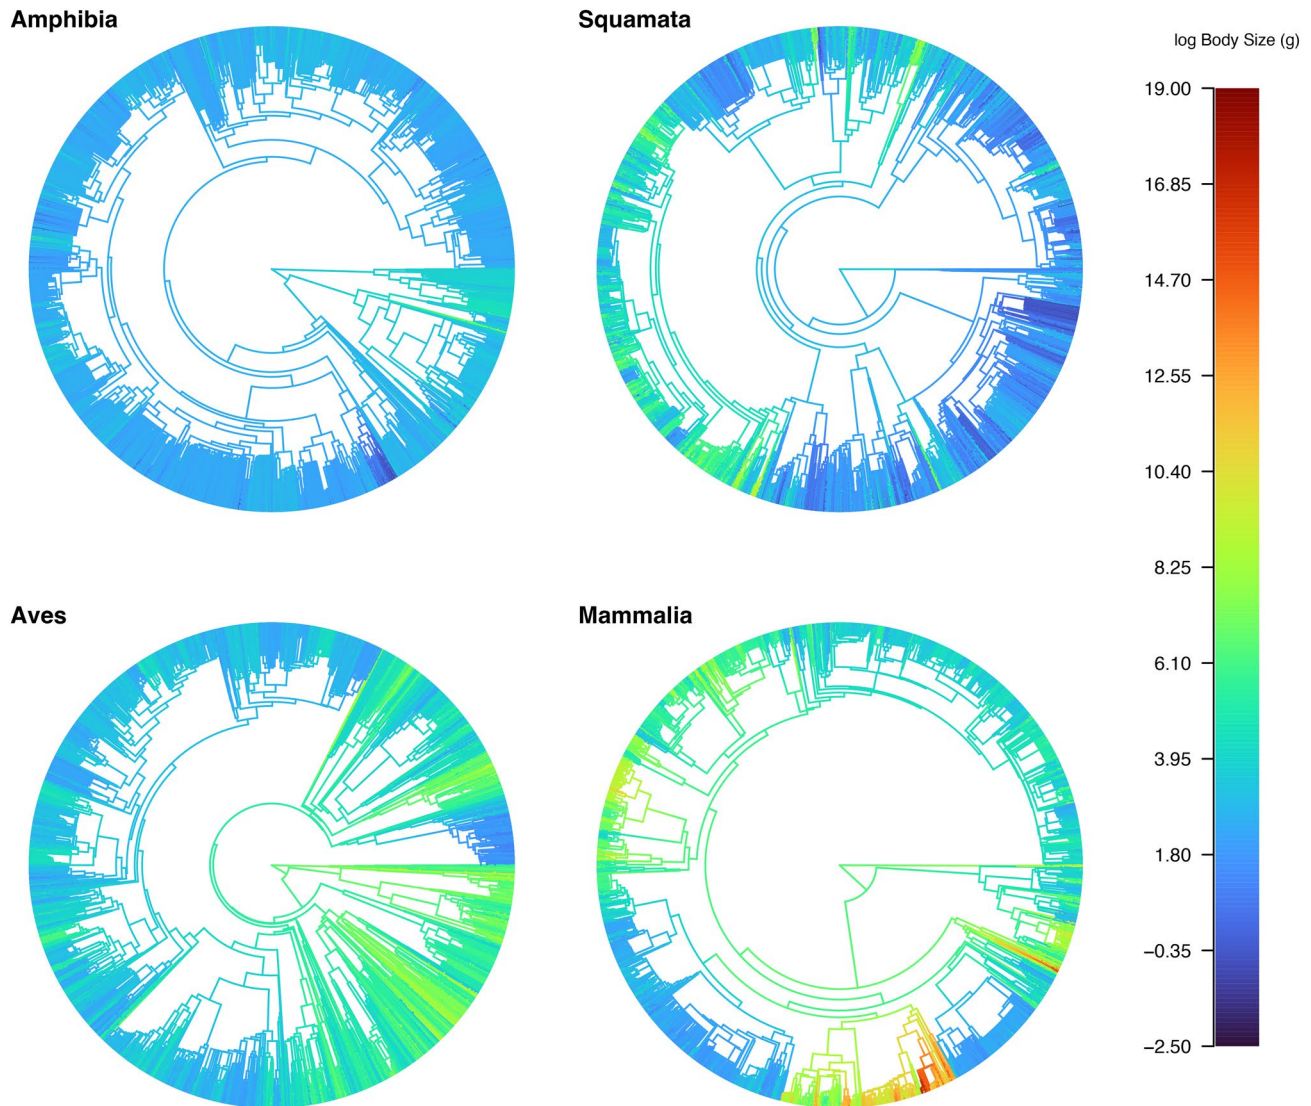 Amphibia
Squamata
log Body Size (g)
19.00
16.85
14.70
12.55
10.40
8.25
6.10
3.95
1.80
−0.35
−2.50
Aves
Mammalia